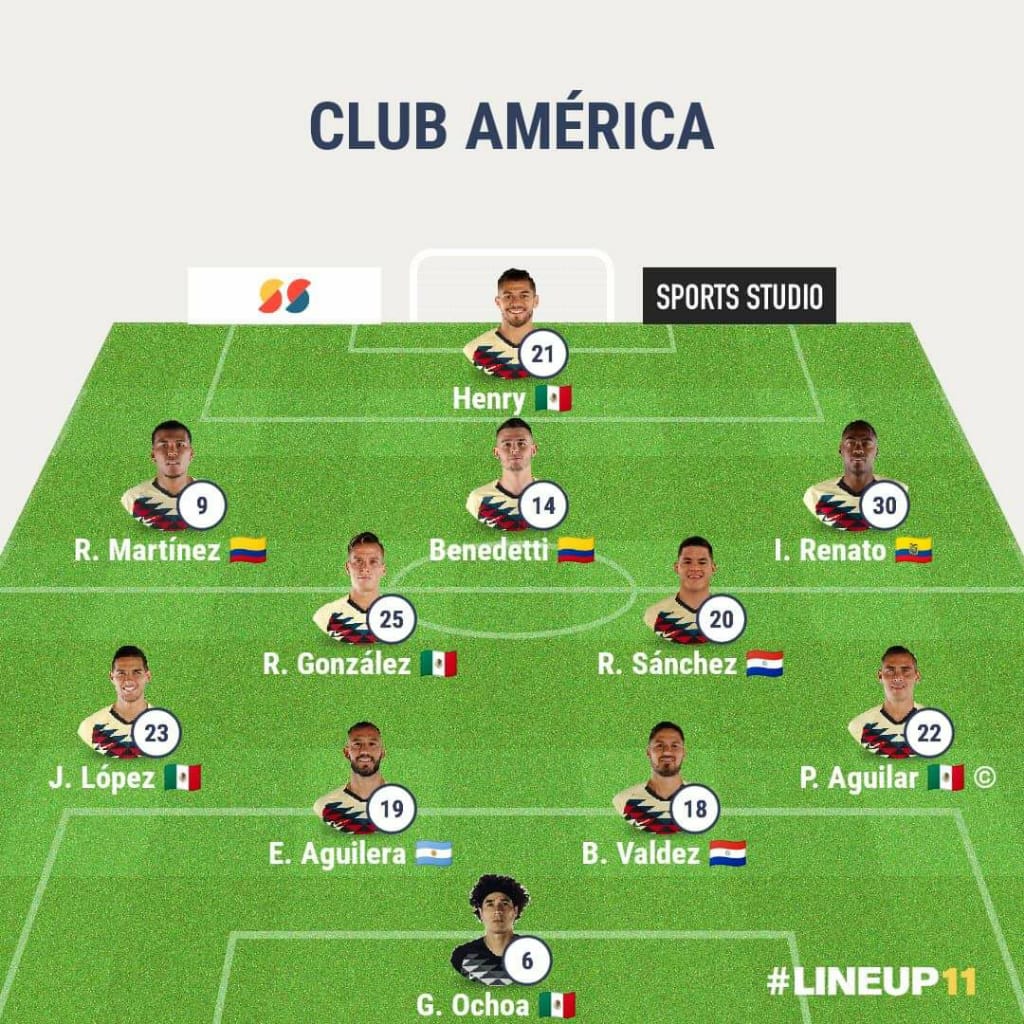 CLUB AMÉRICA
SPORTS STUDIO
21
Henry
9
14
30
R. Martínez
Benedetti
I. Renato
25
20
R. González
R. Sánchez
23
22
J. López
P. Aguilar ©
19
18
E. Aguilera
B. Valdez
6
G. Ochoa
#LINEUP11